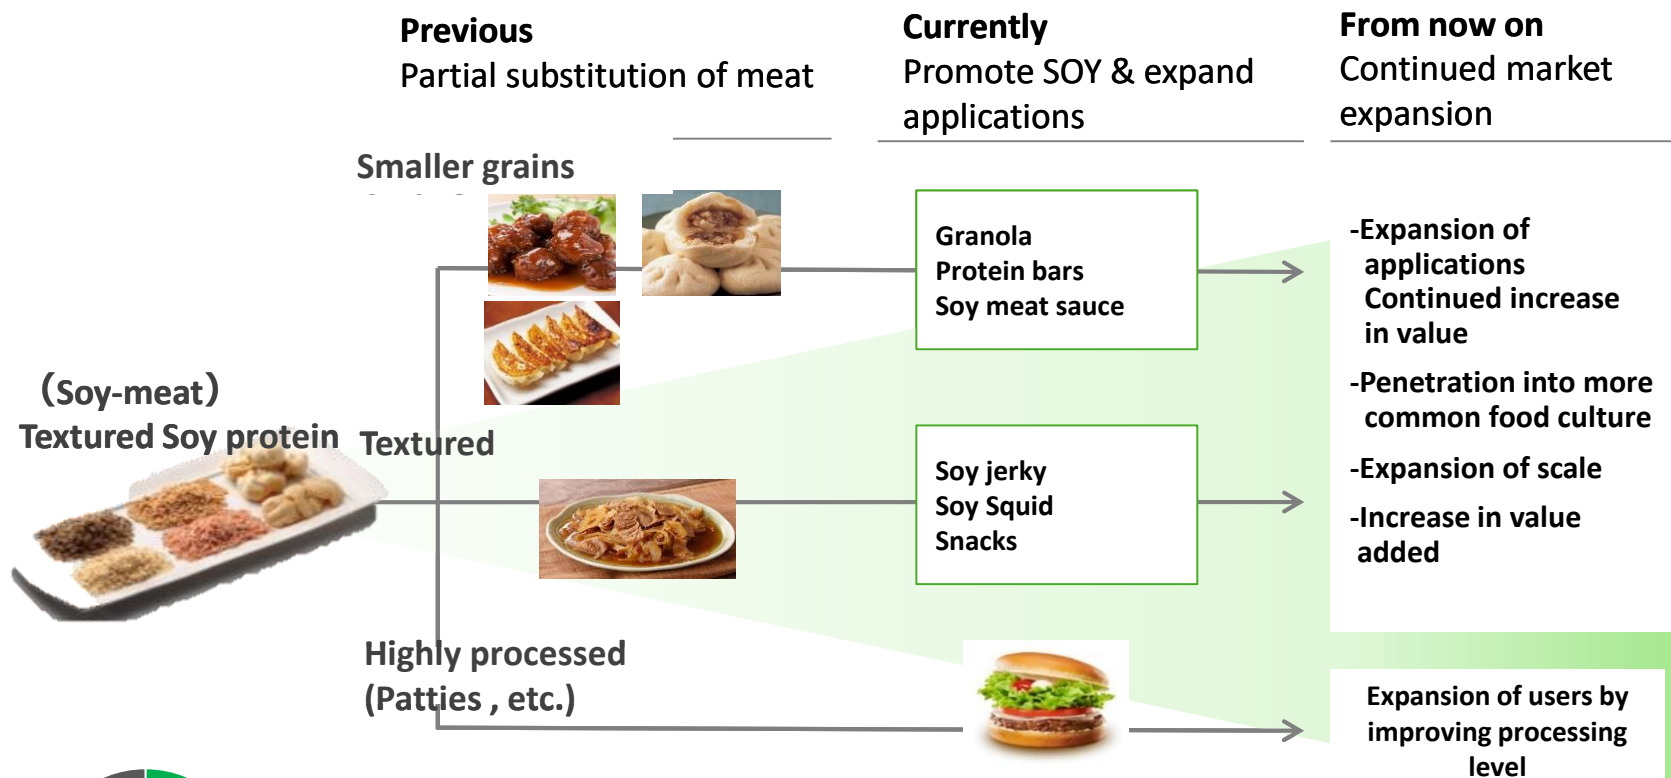 Previous
Partial substitution of meat
Currently
Promote SOY & expand
applications
From now on
Continued market
expansion
Smaller grains
Granola
Protein bars
Soy meat sauce
-Expansion of
applications
Continued increase
in value
-Penetration into more
common food culture
-Expansion of scale
-Increase in value
added
（Soy-meat）
Textured Soy protein
Textured
Soy jerky
Soy Squid
Snacks
Highly processed
(Patties , etc.)
Expansion of users by
improving processing
level